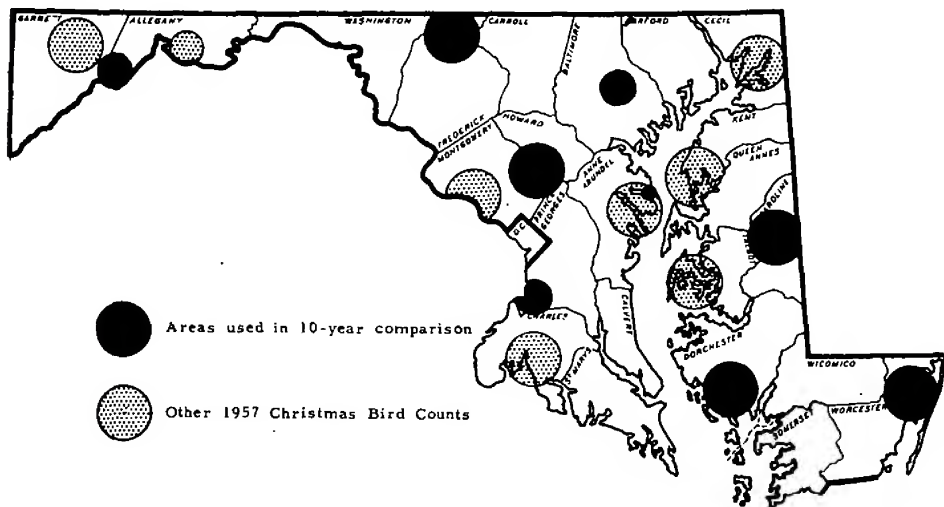 GARRETT
ALLEGANY
WASHINGTON
CARROLL
BALTIMORE
HARFORD
CECIL
FREDERICK
MONTGOMERY
HOWARD
KENT
ANNE
ARUNDEL
QUEEN
ANNES
PRINCE
GEORGES
D.C.
CAROLINE
CALVERT
CHARLES
ST MARYS
DORCHESTER
WICOMICO
SOMERSET
WORCESTER
Areas used in 10-year comparison
Other 1957 Christmas Bird Counts